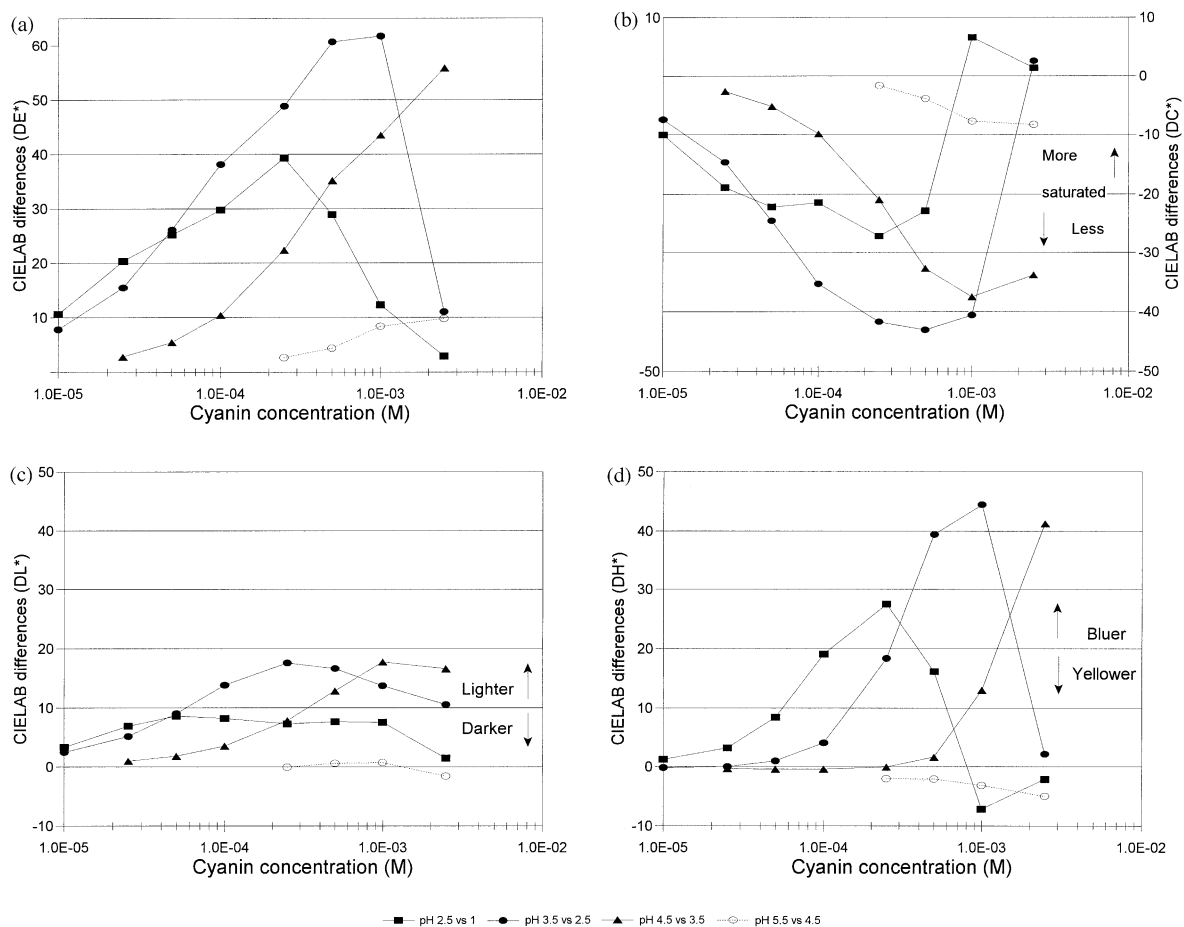 (a)
CIELAB differences (DE*)
60
50
40
30
20
10
1.0E-05
1.0E-04
1.0E-03
1.0E-02
Cyanin concentration (M)
(b)
10
-50
10
0
-10
-20
-30
-40
-50
CIELAB differences (DC*)
More
saturated
Less
1.0E-05
1.0E-04
1.0E-03
1.0E-02
Cyanin concentration (M)
(c)
CIELAB differences (DL*)
50
40
30
20
10
0
-10
Lighter
Darker
1.0E-05
1.0E-04
1.0E-03
1.0E-02
Cyanin concentration (M)
(d)
CIELAB differences (DH*)
50
40
30
20
10
0
-10
Bluer
Yellower
1.0E-05
1.0E-04
1.0E-03
1.0E-02
Cyanin concentration (M)
pH 2.5 vs 1
pH 3.5 vs 2.5
pH 4.5 vs 3.5
pH 5.5 vs 4.5